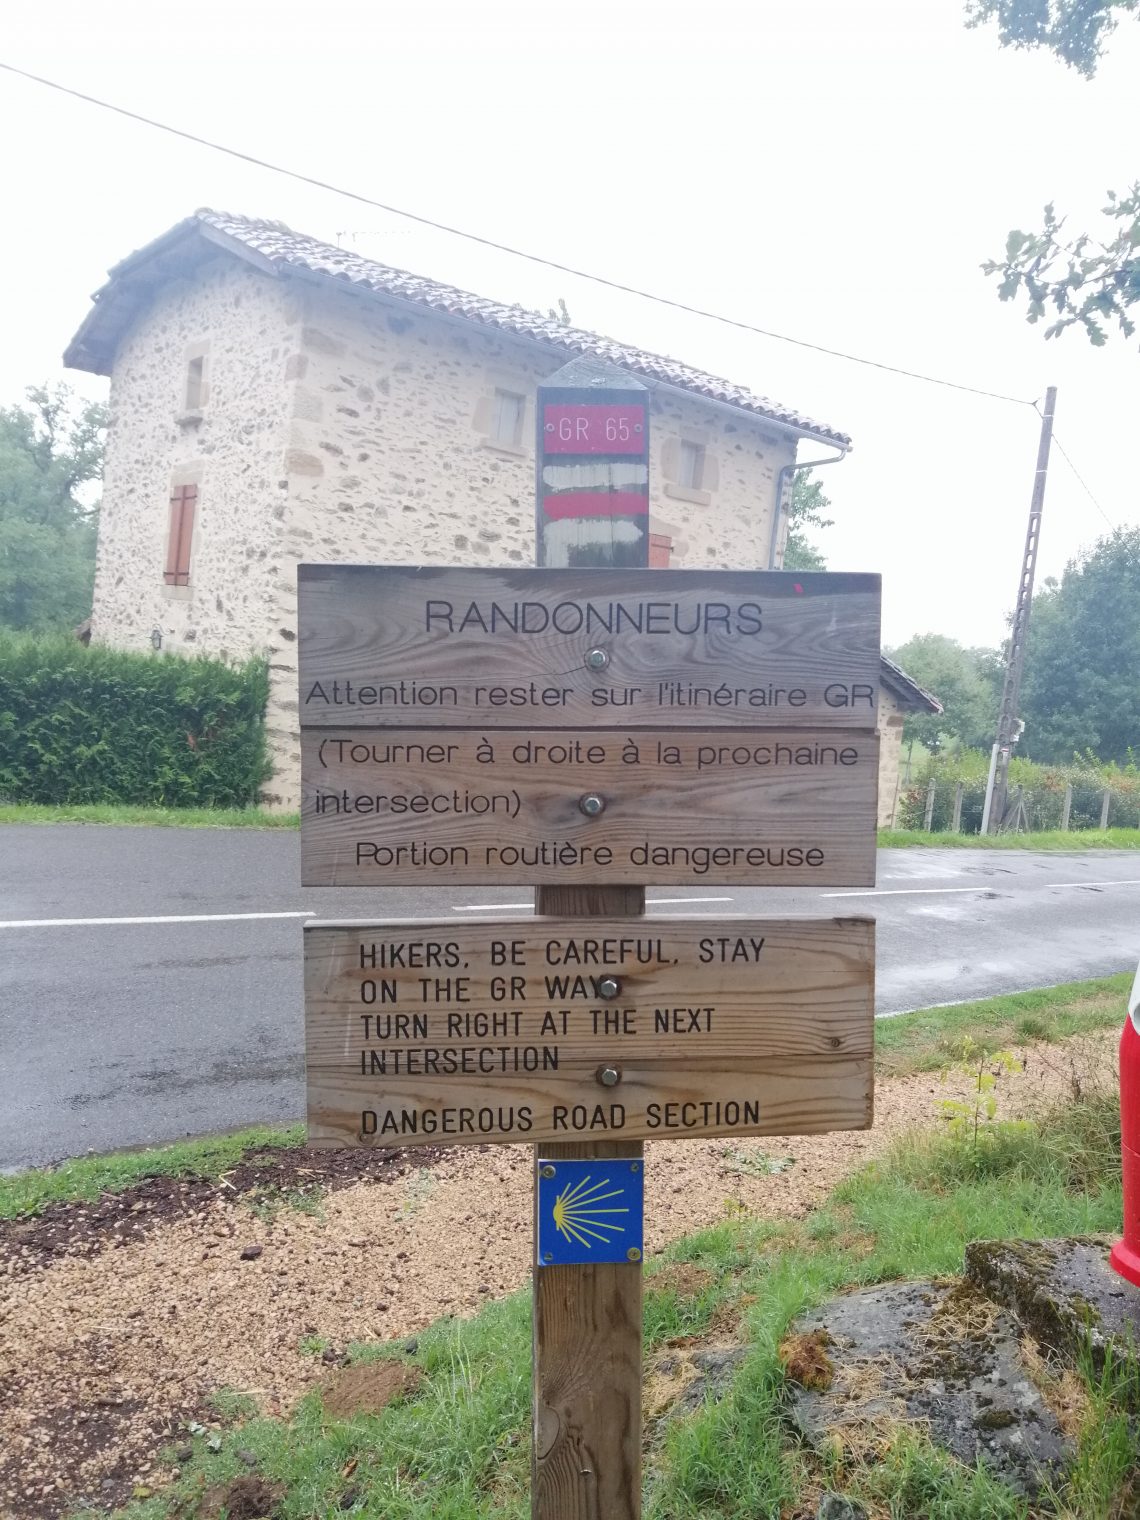 GR 65
RANDONNEURS
Attention rester sur l'itinéraire GR
(Tourner à droite à la prochaine
intersection)
Portion routière dangereuse
HIKERS, BE CAREFUL, STAY
ON THE GR WAY
TURN RIGHT AT THE NEXT
INTERSECTION
DANGEROUS ROAD SECTION